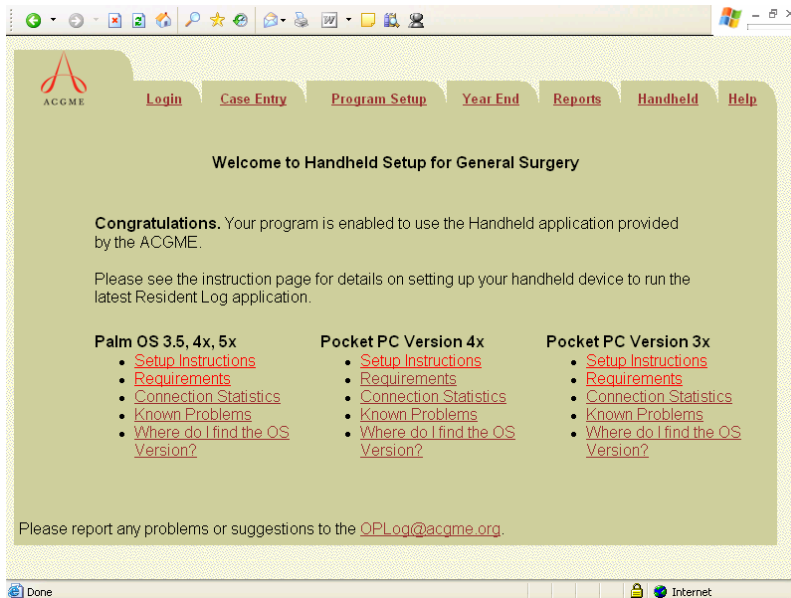 ACGME
Login Case Entry Program Setup Year End Reports Handheld Help
Welcome to Handheld Setup for General Surgery
Congratulations. Your program is enabled to use the Handheld application provided
by the ACGME.
Please see the instruction page for details on setting up your handheld device to run the
latest Resident Log application.
Palm OS 3.5, 4x, 5x
Setup Instructions
Requirements
Connection Statistics
Known Problems
Where do I find the OS
Version?
Pocket PC Version 4x
Setup Instructions
Requirements
Connection Statistics
Known Problems
Where do I find the OS
Version?
Pocket PC Version 3x
Setup Instructions
Requirements
Connection Statistics
Known Problems
Where do I find the OS
Version?
Please report any problems or suggestions to the OPLog@acgme.org.
Done Internet